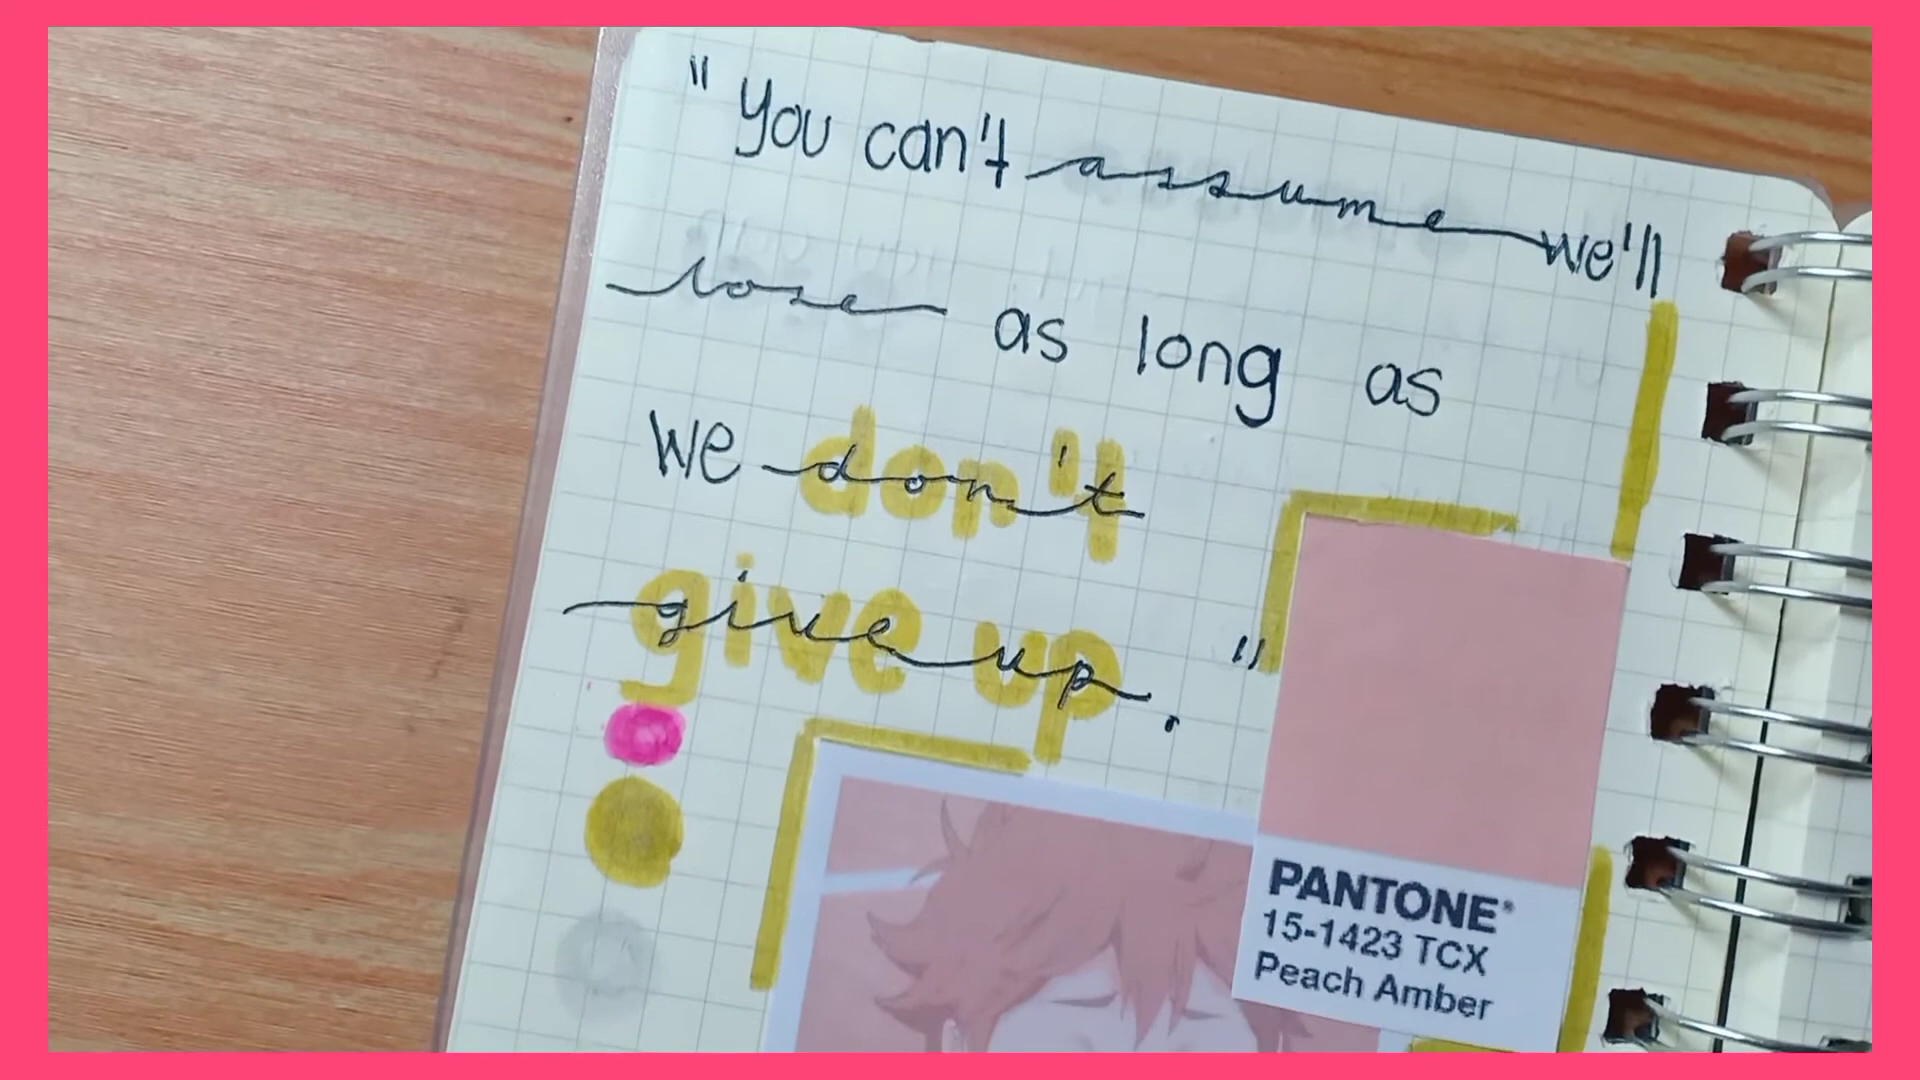 "You can't assume we'll
lose as long as
we don't
give up."
PANTONE®
15-1423 TCX
Peach Amber